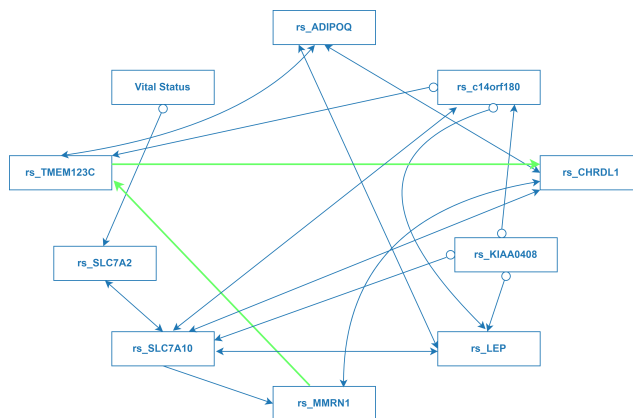 rs_ADIPOQ
Vital Status
rs_c14orf180
rs_TMEM123C
rs_CHRDL1
rs_SLC7A2
rs_KIAA0408
rs_SLC7A10
rs_LEP
rs_MMRN1